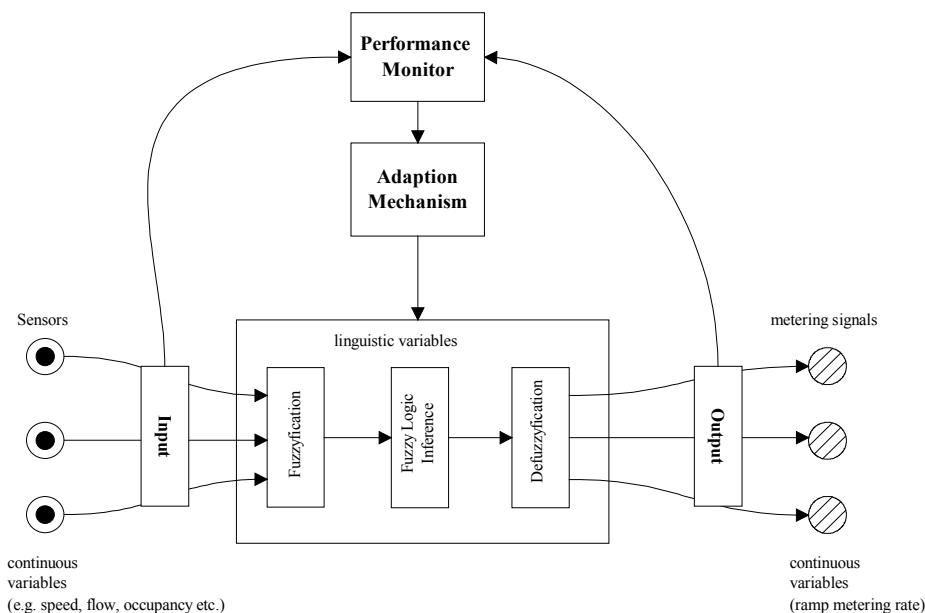 Performance
Monitor
Adaption
Mechanism
Sensors
linguistic variables
metering signals
Input
Fuzzyfication
Fuzzy Logic
Inference
Defuzzyfication
Output
continuous
variables
(e.g. speed, flow, occupancy etc.)
continuous
variables
(ramp metering rate)